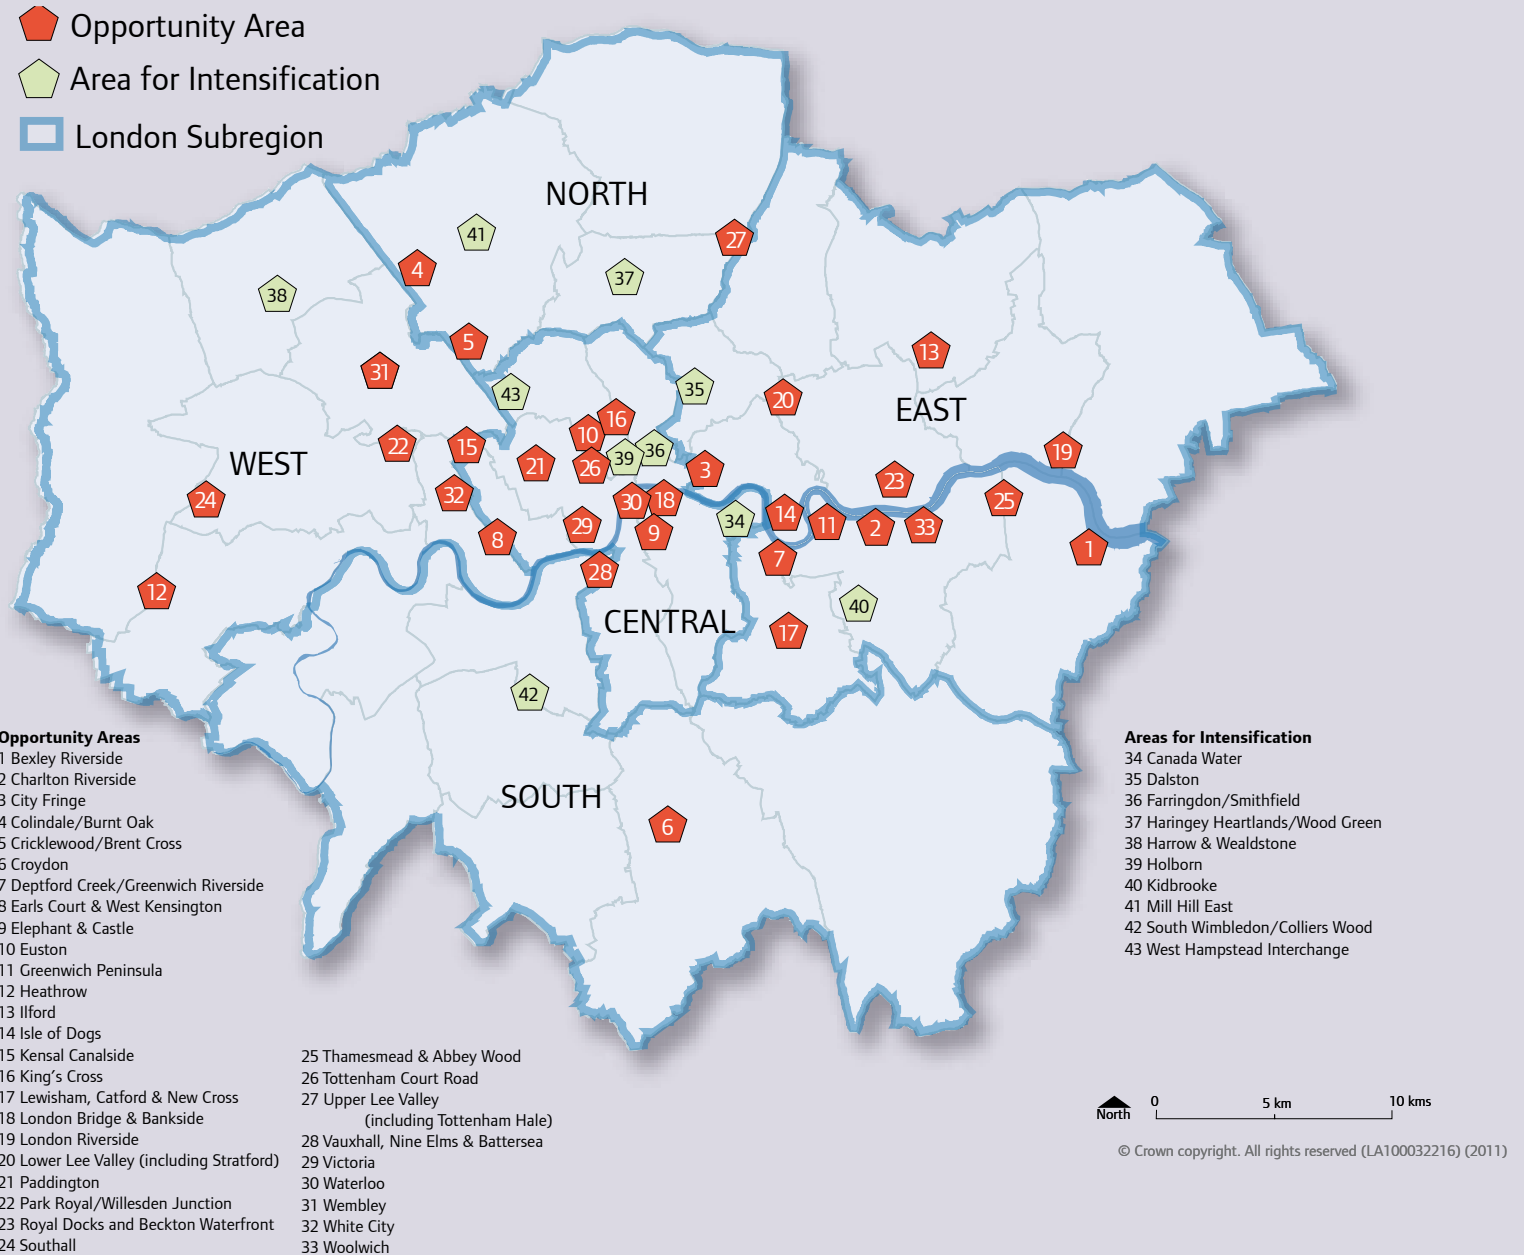 Opportunity Area
Area for Intensification
London Subregion
NORTH
41
27
4
37
38
5
13
31
43
35
20
EAST
16
10
36
22
15
39
19
WEST
21
26
3
23
24
32
30
18
25
14
34
11
29
9
2
33
8
7
1
28
12
40
CENTRAL
17
42
SOUTH
6
Opportunity Areas
1 Bexley Riverside
2 Charlton Riverside
3 City Fringe
4 Colindale/Burnt Oak
5 Cricklewood/Brent Cross
6 Croydon
7 Deptford Creek/Greenwich Riverside
8 Earls Court & West Kensington
9 Elephant & Castle
10 Euston
11 Greenwich Peninsula
12 Heathrow
13 Ilford
14 Isle of Dogs
15 Kensal Canalside
16 King's Cross
17 Lewisham, Catford & New Cross
18 London Bridge & Bankside
19 London Riverside
20 Lower Lee Valley (including Stratford)
21 Paddington
22 Park Royal/Willesden Junction
23 Royal Docks and Beckton Waterfront
24 Southall
25 Thamesmead & Abbey Wood
26 Tottenham Court Road
27 Upper Lee Valley
(including Tottenham Hale)
28 Vauxhall, Nine Elms & Battersea
29 Victoria
30 Waterloo
31 Wembley
32 White City
33 Woolwich
Areas for Intensification
34 Canada Water
35 Dalston
36 Farringdon/Smithfield
37 Haringey Heartlands/Wood Green
38 Harrow & Wealdstone
39 Holborn
40 Kidbrooke
41 Mill Hill East
42 South Wimbledon/Colliers Wood
43 West Hampstead Interchange
North
0
5 km
10 kms
© Crown copyright. All rights reserved (LA100032216) (2011)